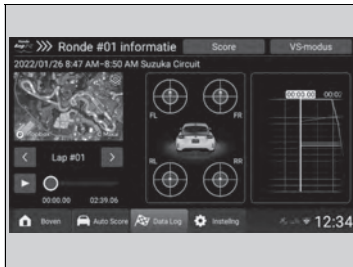 Ronde #01 informatie
Score
VS-modus
2022/01/26 8:47 AM–8:50 AM Suzuka Circuit
FL
FR
00:00.00
00:02
Lap #01
RL
RR
00:00.00
02:39.06
Boven
Auto Score
Data Log
Instelling
12:34